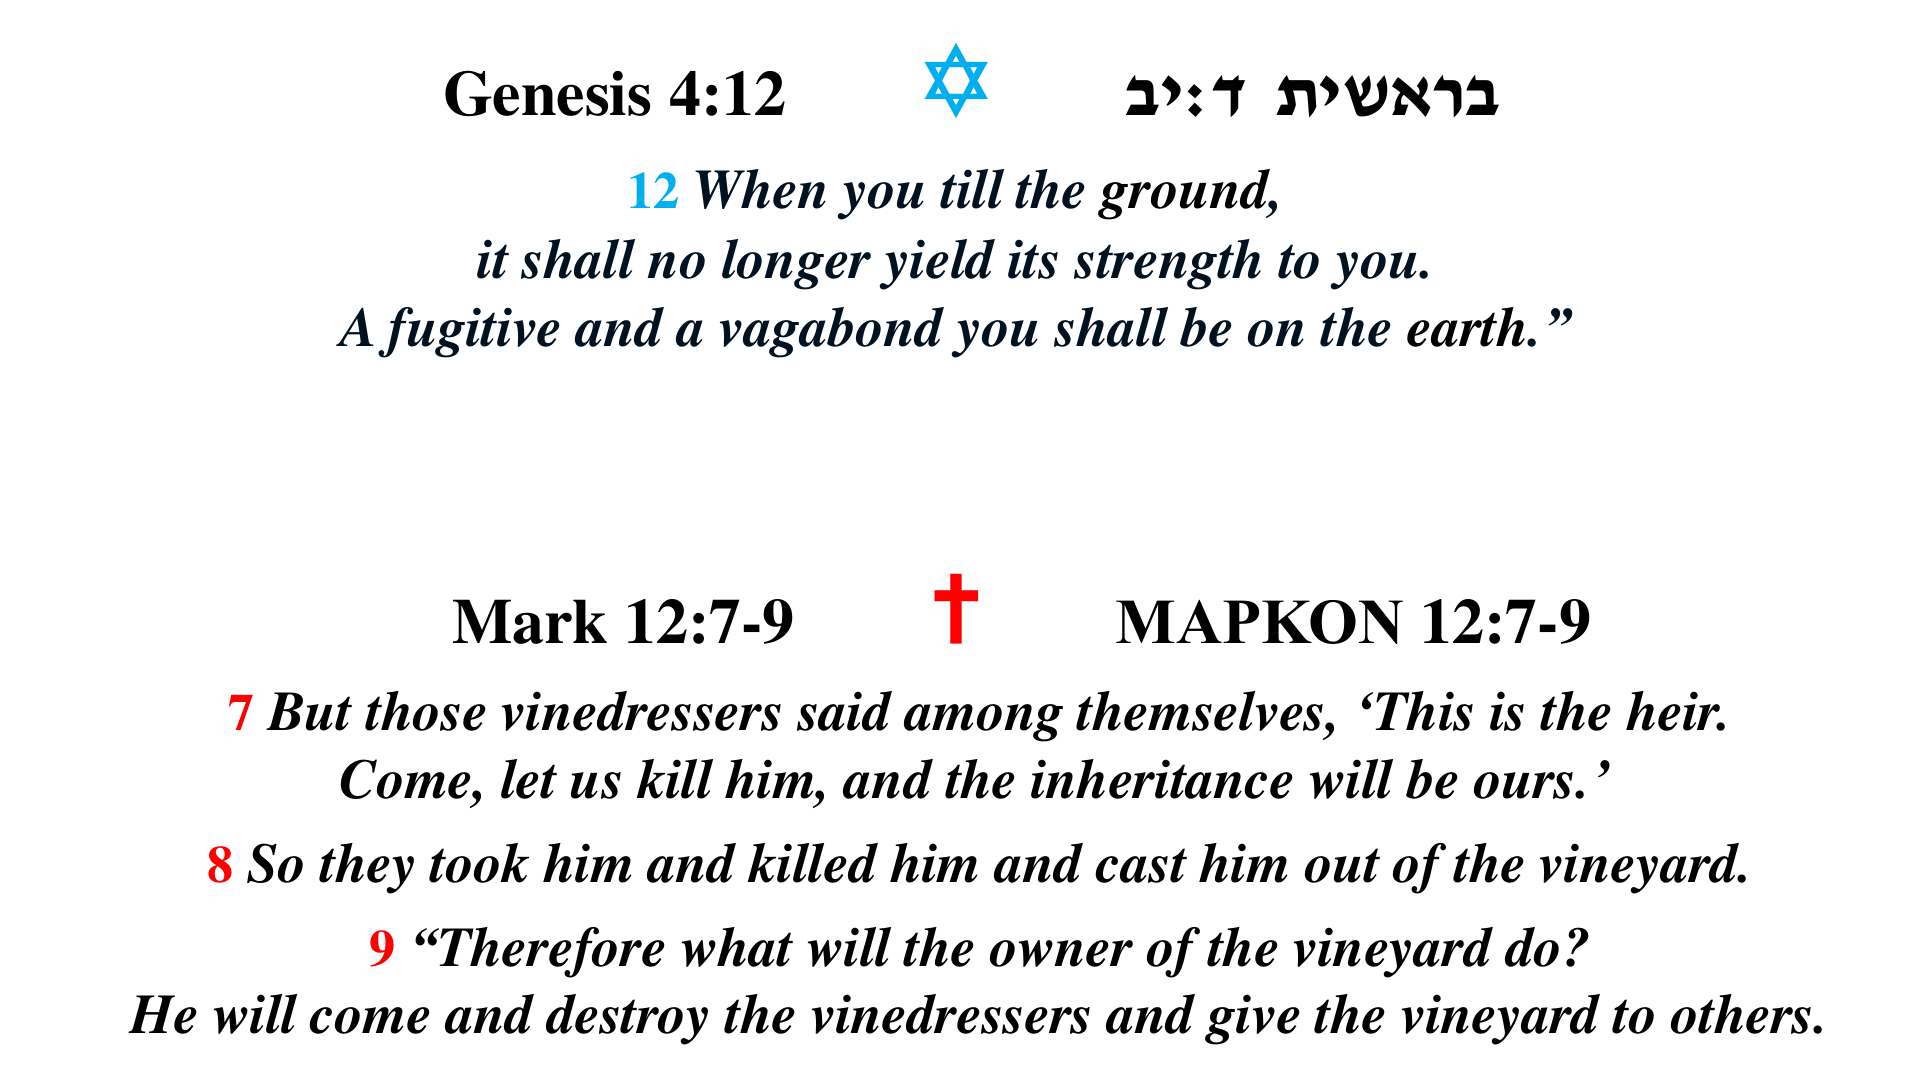 Genesis 4:12 ✡ בראשית ד:יב
12 When you till the ground,
it shall no longer yield its strength to you.
A fugitive and a vagabond you shall be on the earth.”
Mark 12:7-9 ✝ ΜΑΡΚΟΝ 12:7-9
7 But those vinedressers said among themselves, ‘This is the heir.
Come, let us kill him, and the inheritance will be ours.’
8 So they took him and killed him and cast him out of the vineyard.
9 “Therefore what will the owner of the vineyard do?
He will come and destroy the vinedressers and give the vineyard to others.